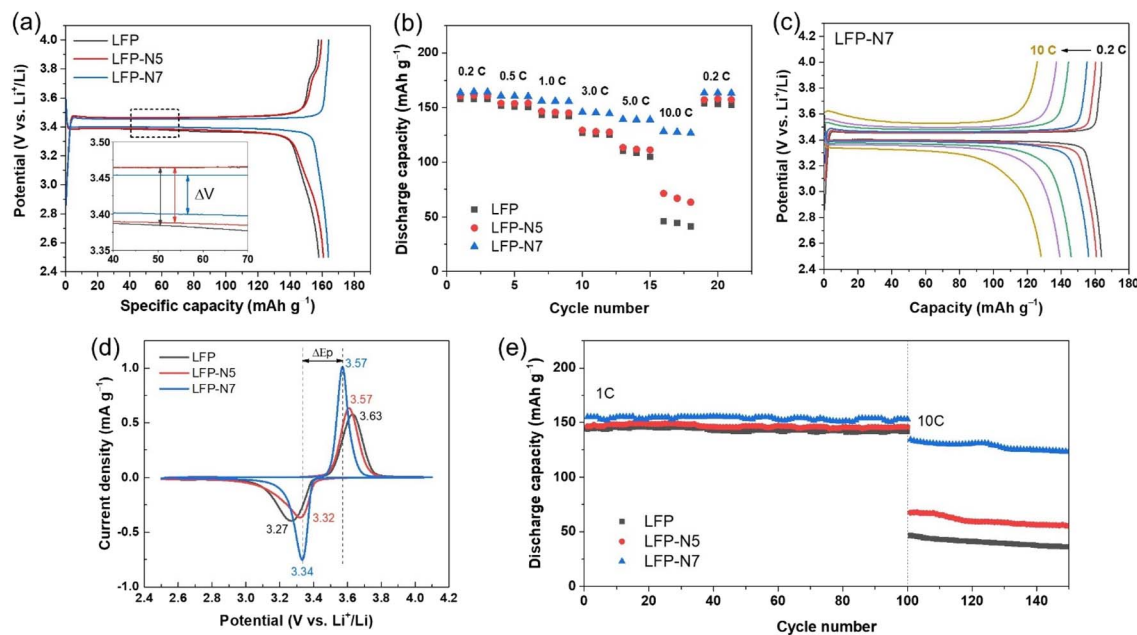 (a)
LFP
LFP-N5
LFP-N7
4.0
3.8
3.6
3.4
3.2
3.0
2.8
2.6
2.4
Potential (V vs. Li⁺/Li)
3.50
3.45
3.40
3.35
ΔV
40 50 60 70
0 20 40 60 80 100 120 140 160 180
Specific capacity (mAh g⁻¹)
(b)
200
150
100
50
0
Discharge capacity (mAh g⁻¹)
0.2 C 0.5 C 1.0 C 3.0 C 5.0 C 10.0 C 0.2 C
LFP
LFP-N5
LFP-N7
0 5 10 15 20
Cycle number
(c)
LFP-N7
10 C 0.2 C
4.2
4.0
3.8
3.6
3.4
3.2
3.0
2.8
2.6
2.4
Potential (V vs. Li⁺/Li)
0 20 40 60 80 100 120 140 160 180
Capacity (mAh g⁻¹)
(d)
LFP
LFP-N5
LFP-N7
ΔEp
3.57
3.57
3.63
3.32
3.27
3.34
1.0
0.5
0.0
-0.5
-1.0
Current density (mA g⁻¹)
2.4 2.6 2.8 3.0 3.2 3.4 3.6 3.8 4.0 4.2
Potential (V vs. Li⁺/Li)
(e)
200
150
100
50
0
Discharge capacity (mAh g⁻¹)
1C
10C
LFP
LFP-N5
LFP-N7
0 20 40 60 80 100 120 140
Cycle number